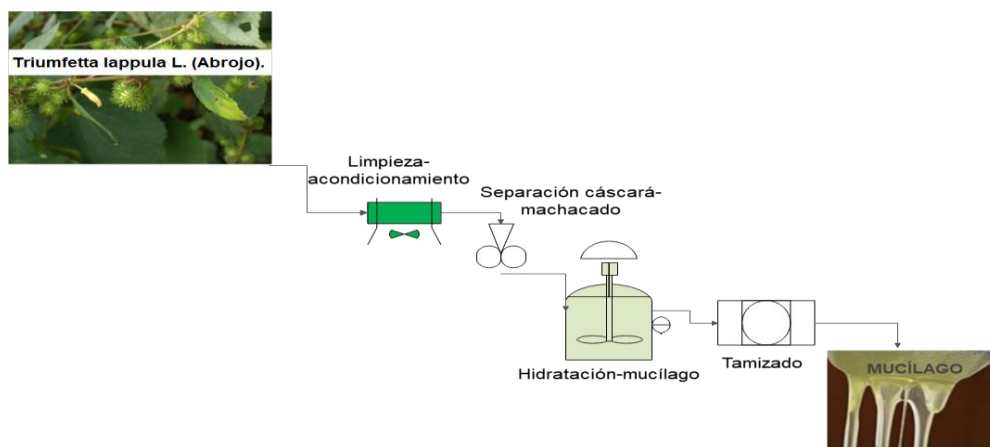 Triumfetta lappula L. (Abrojo).
Limpieza-
acondicionamiento
Separación cáscará-
machacado
Hidratación-mucílago
Tamizado
MUCÍLAGO